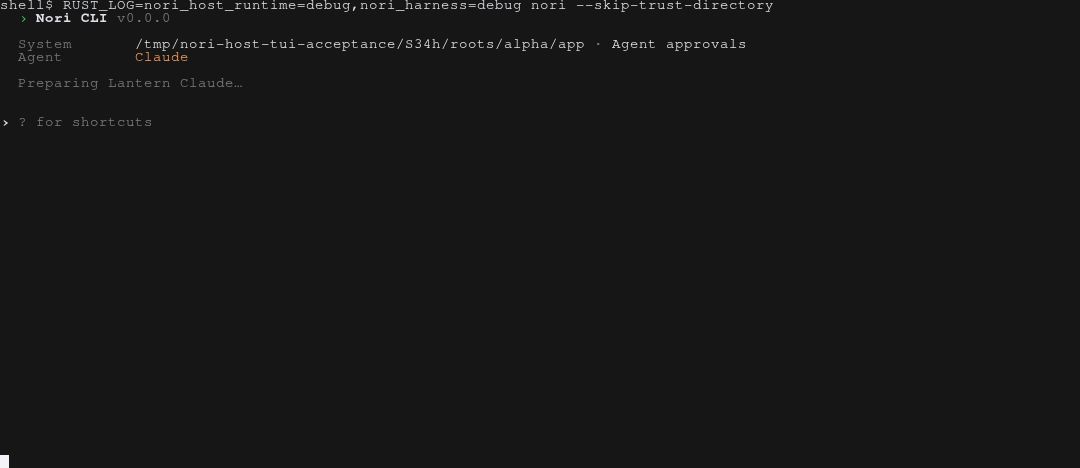 shell$ RUST_LOG=nori_host_runtime=debug,nori_harness=debug nori --skip-trust-directory
› Nori CLI v0.0.0
System /tmp/nori-host-tui-acceptance/S34h/roots/alpha/app · Agent approvals
Agent Claude
Preparing Lantern Claude…
› ? for shortcuts